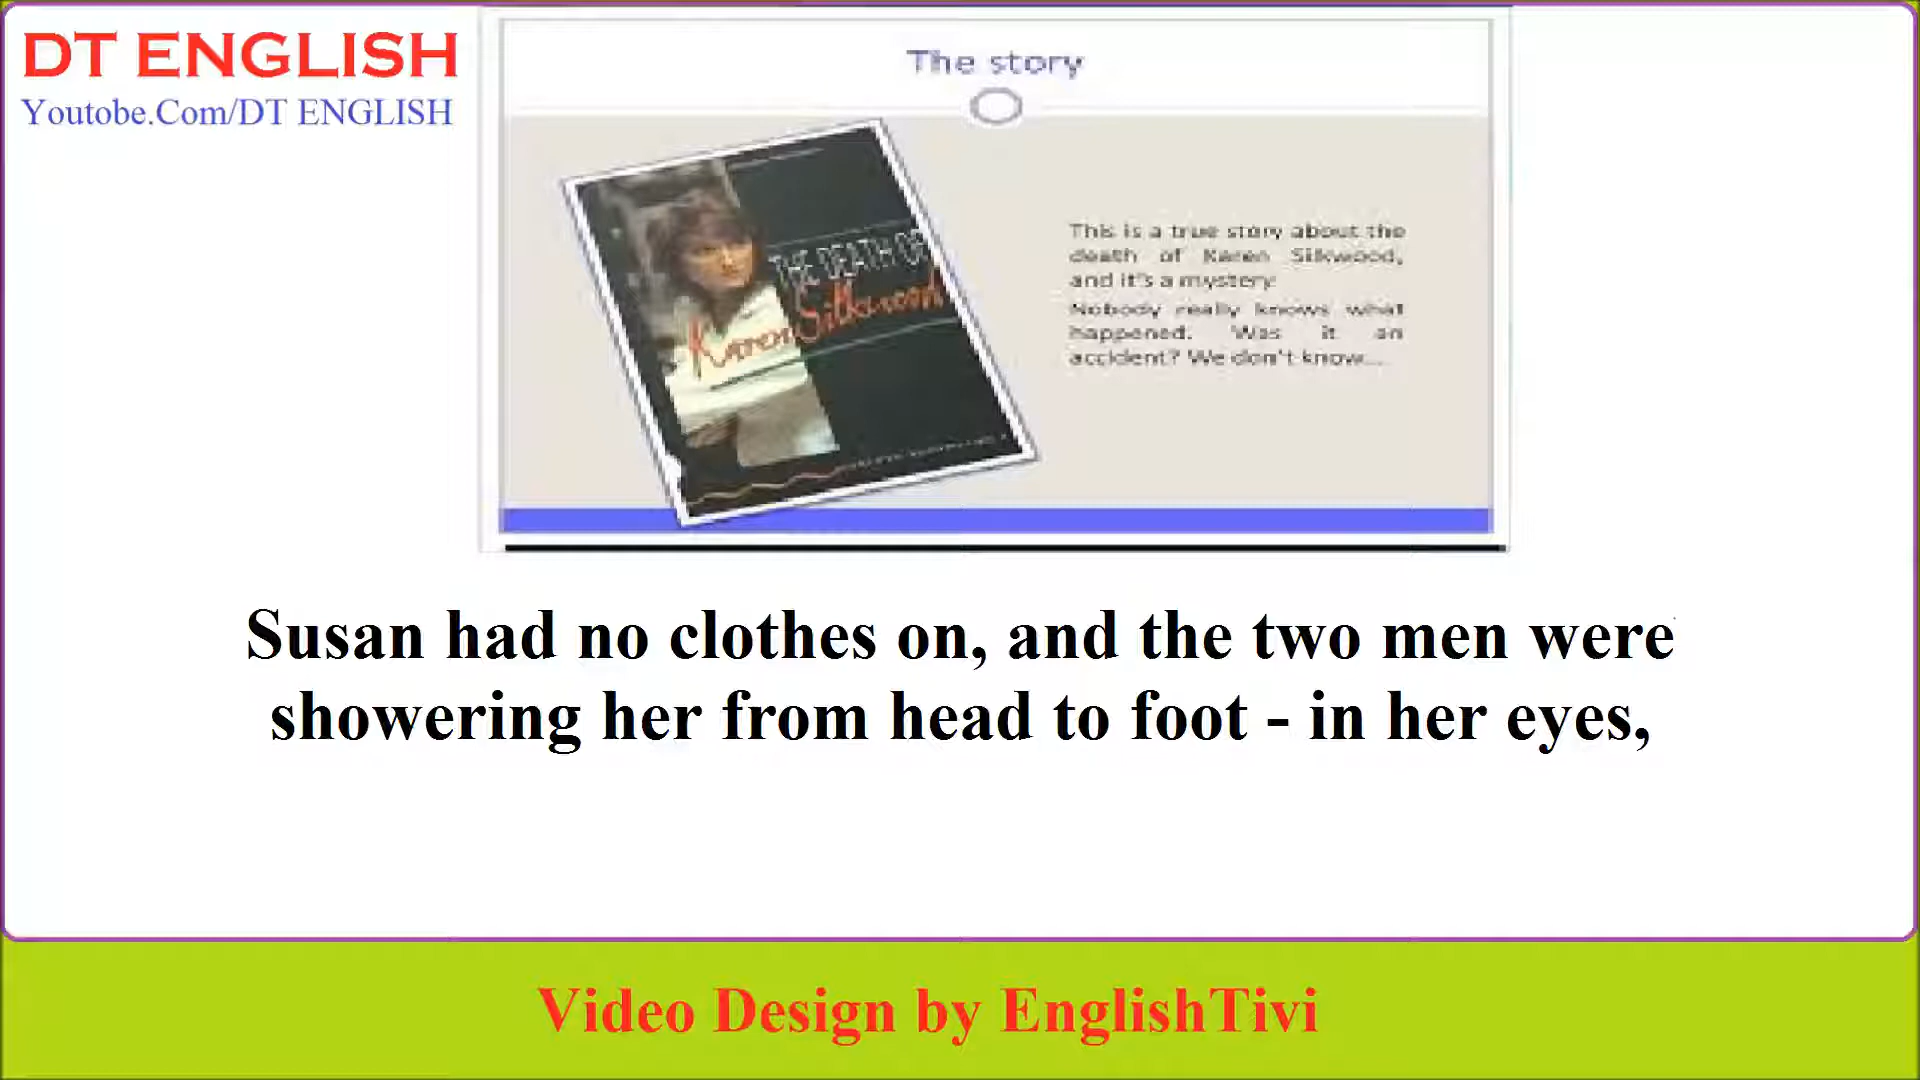 DT ENGLISH
Youtobe.Com/DT ENGLISH
The story
THE DEATH OF
Karen Silkwood
This is a true story about the
death of Karen Silkwood,
and it's a mystery
Nobody really knows what
happened. Was it an
accident? We don't know...
Susan had no clothes on, and the two men were
showering her from head to foot - in her eyes,
Video Design by EnglishTivi